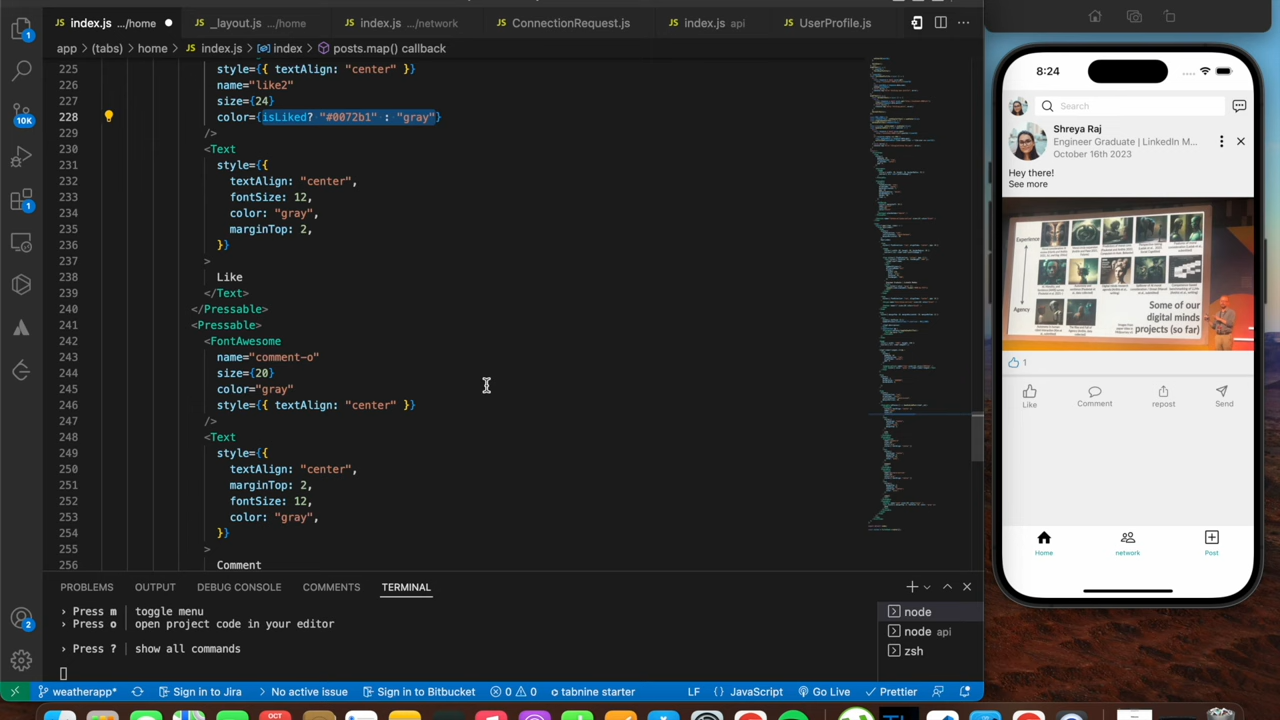 index.js .../home
_layout.js .../home
index.js .../network
ConnectionRequest.js
index.js api
UserProfile.js
app > (tabs) > home > index.js > index > posts.map() callback
225 style={{ textAlign: "center" }}
226 name="like2"
227 size={24}
228 color={isLiked? "#0072b1" : "gray"}
229 />
230 <Text
231 style={{
232 textAlign: "center",
233 fontSize: 12,
234 color: "gray",
235 marginTop: 2,
236 }}
237 >
238 Like
239 </Text>
240 </Pressable>
241 <Pressable>
242 <FontAwesome
243 name="comment-o"
244 size={20}
245 color="gray"
246 style={{ textAlign: "center" }}
247 />
248 <Text
249 style={{
250 textAlign: "center",
251 marginTop: 2,
252 fontSize: 12,
253 color: "gray",
254 }}
255 >
256 Comment
PROBLEMS OUTPUT DEBUG CONSOLE COMMENTS TERMINAL
› Press m | toggle menu
› Press o | open project code in your editor
› Press ? | show all commands
node
node api
zsh
10K
1
1
2
weatherapp* Sign in to Jira No active issue Sign in to Bitbucket 0 0 tabnine starter LF {} JavaScript Go Live Prettier
OCT
8:24
Search
Shreya Raj
Engineer Graduate | LinkedIn M...
October 16th 2023
Hey there!
See more
Experience
Agency
Some of our
digital minds
projects (so far)
1
Like Comment repost Send
Home network Post